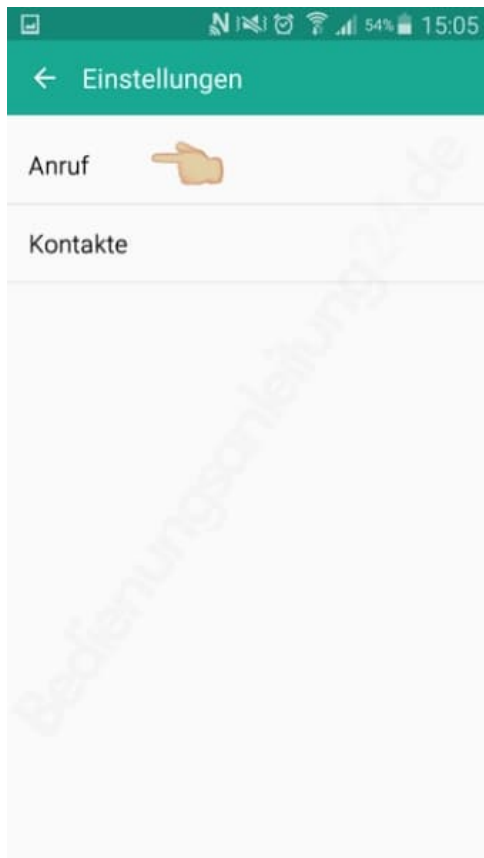 54% 15:05
Einstellungen
Anruf
Kontakte
Bedienungsanleitung24.de